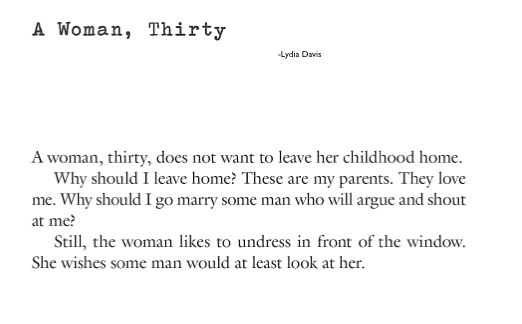 A Woman, Thirty
-Lydia Davis
A woman, thirty, does not want to leave her childhood home.
Why should I leave home? These are my parents. They love
me. Why should I go marry some man who will argue and shout
at me?
Still, the woman likes to undress in front of the window.
She wishes some man would at least look at her.